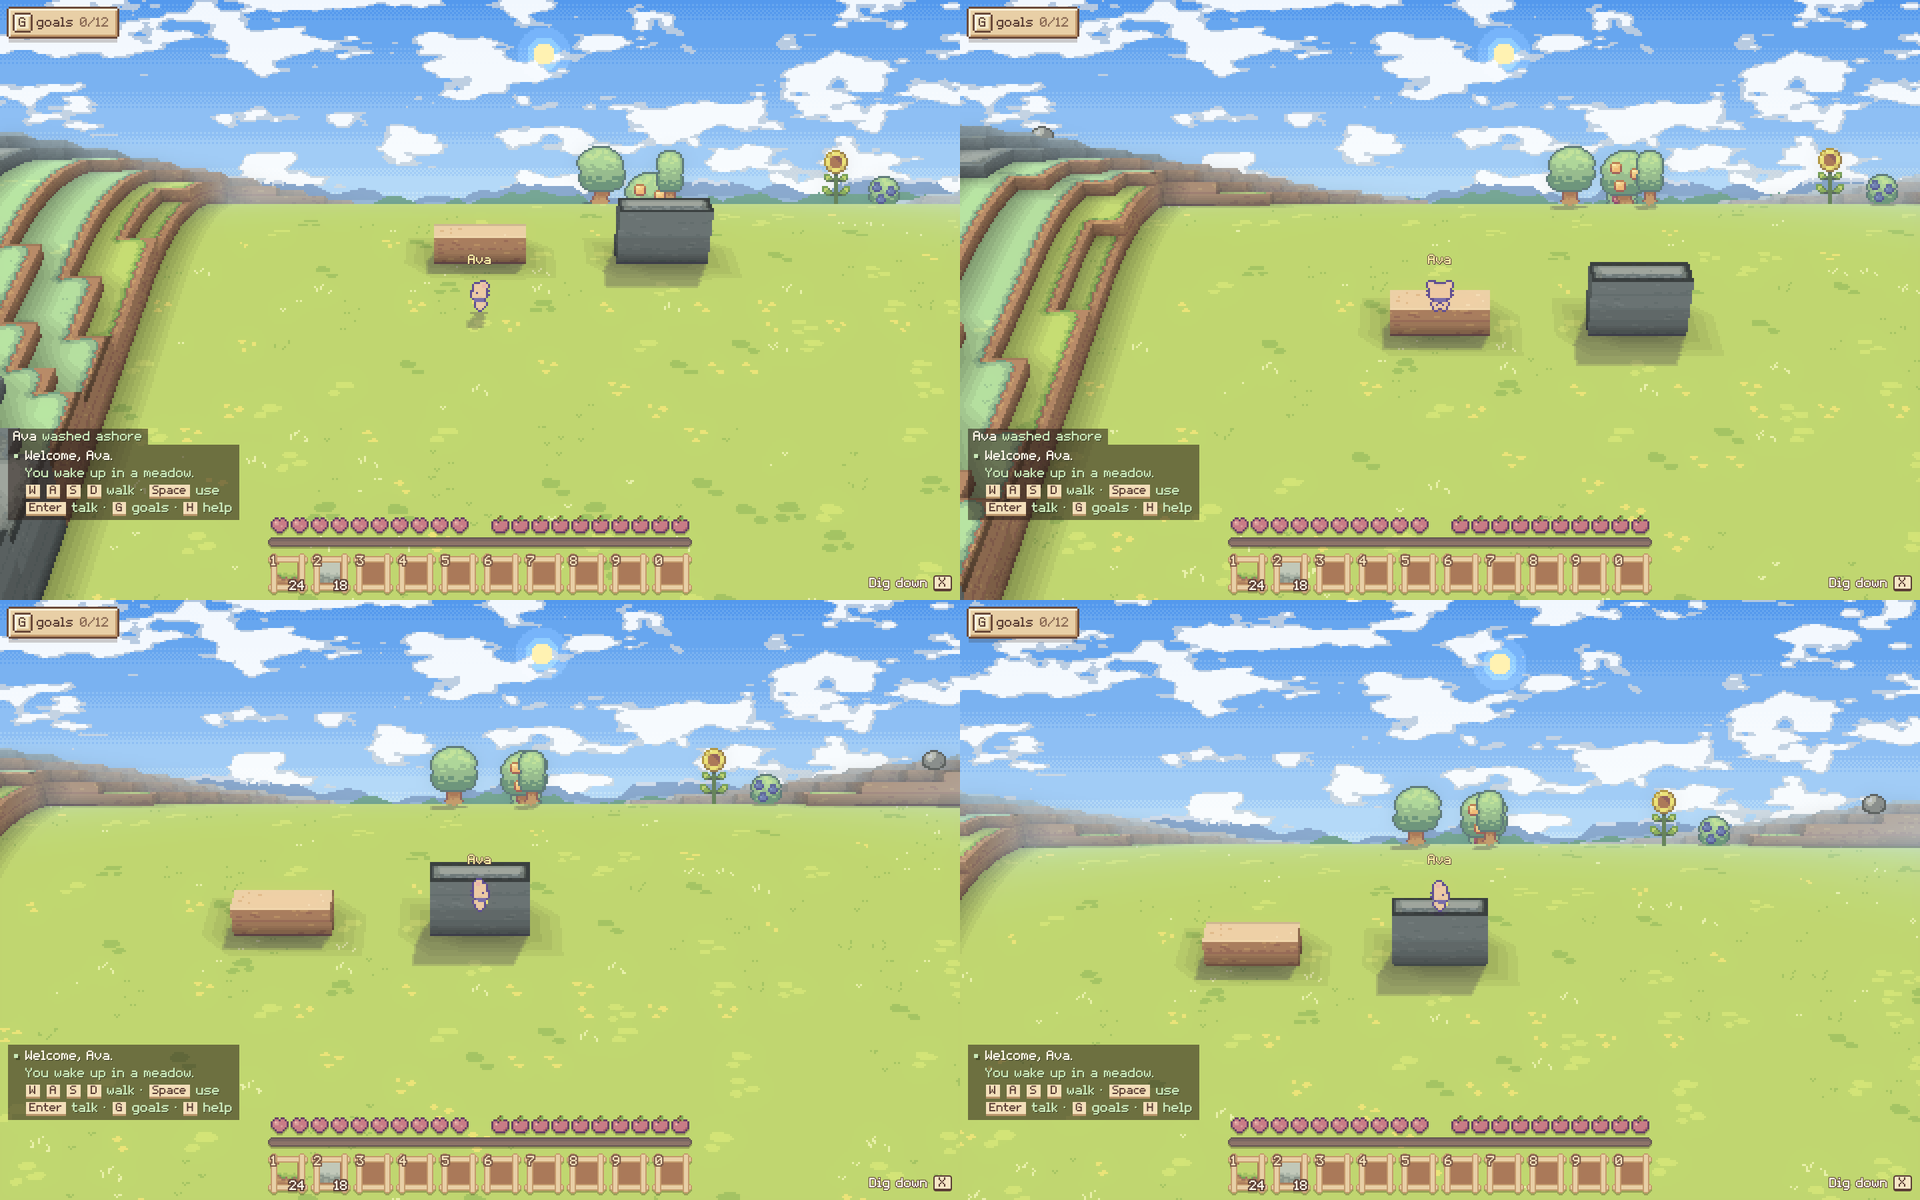 G goals 0/12
Ava
Ava washed ashore
▪ Welcome, Ava.
You wake up in a meadow.
W A S D walk · Space use
Enter talk · G goals · H help
1 2 3 4 5 6 7 8 9 0
24 18
Dig down X
G goals 0/12
Ava
Ava washed ashore
▪ Welcome, Ava.
You wake up in a meadow.
W A S D walk · Space use
Enter talk · G goals · H help
1 2 3 4 5 6 7 8 9 0
24 18
Dig down X
G goals 0/12
Ava
▪ Welcome, Ava.
You wake up in a meadow.
W A S D walk · Space use
Enter talk · G goals · H help
1 2 3 4 5 6 7 8 9 0
24 18
Dig down X
G goals 0/12
Ava
▪ Welcome, Ava.
You wake up in a meadow.
W A S D walk · Space use
Enter talk · G goals · H help
1 2 3 4 5 6 7 8 9 0
24 18
Dig down X